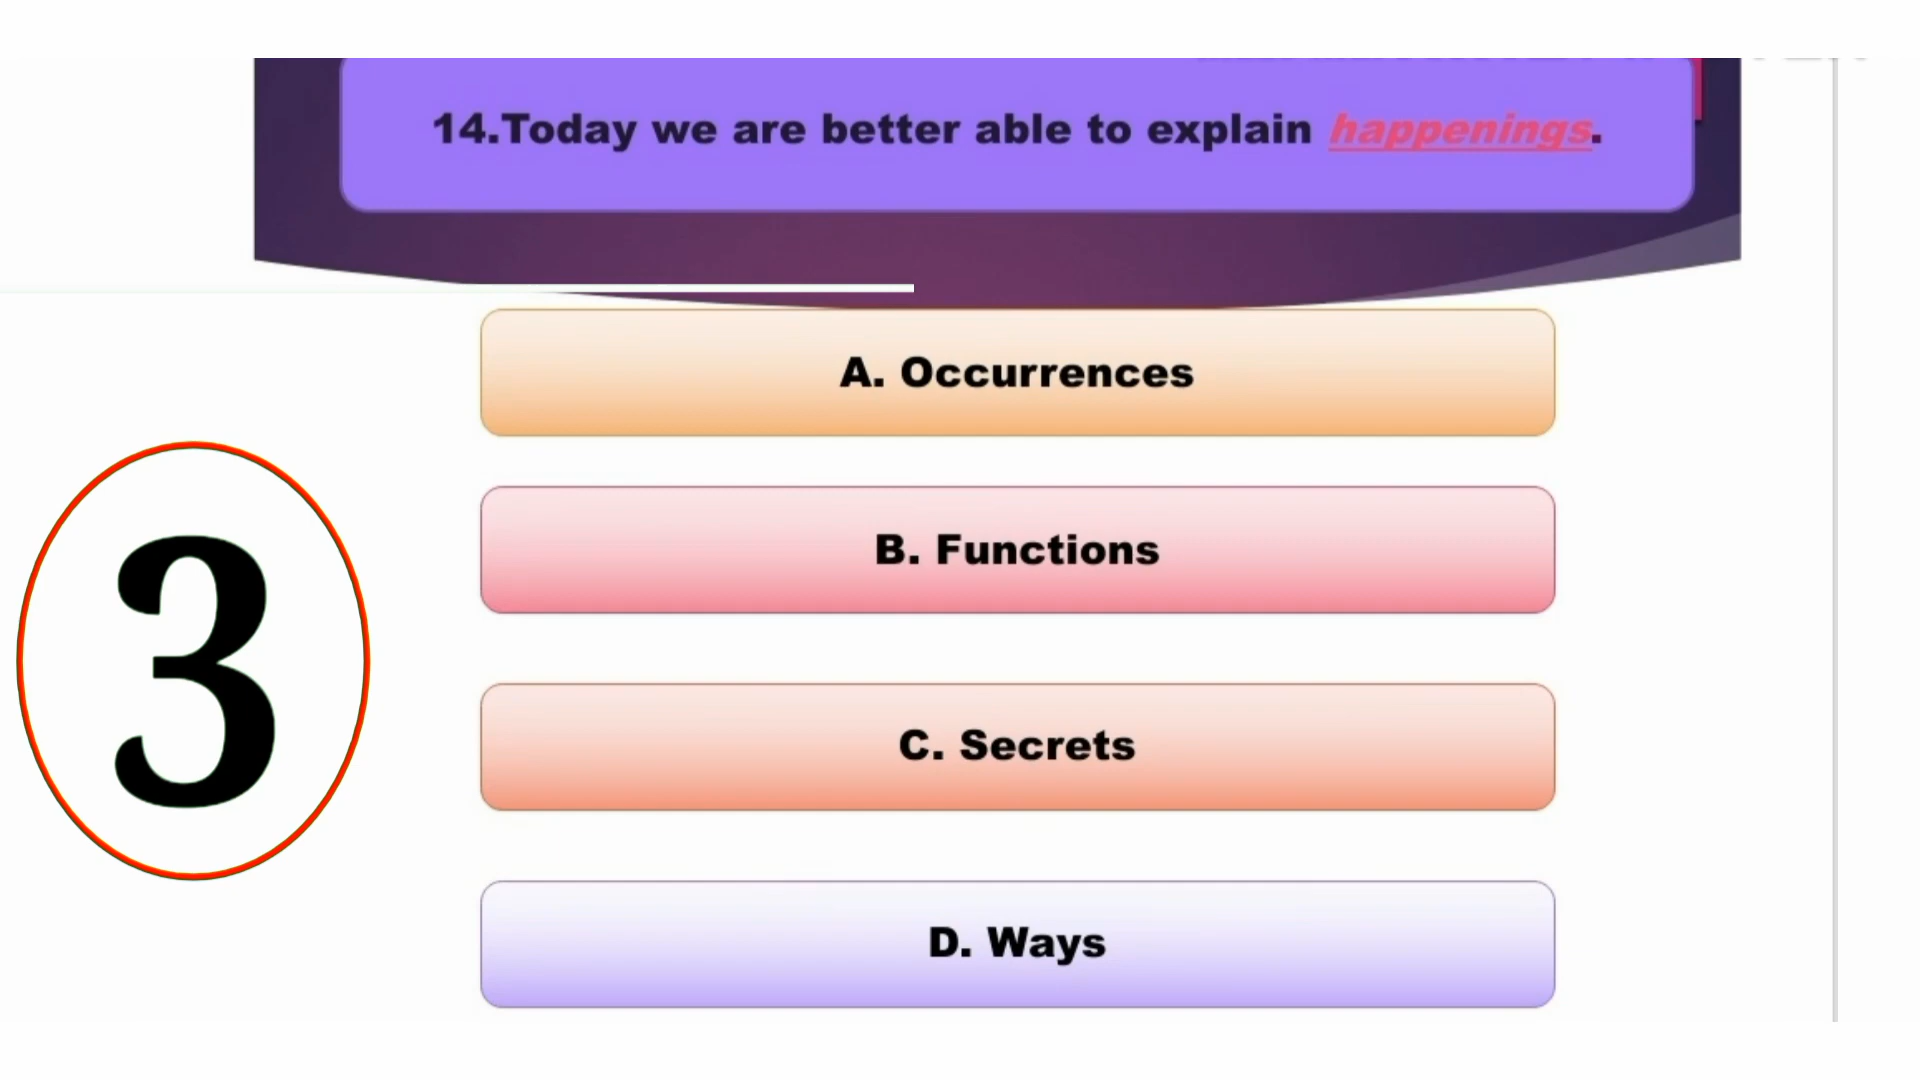 14.Today we are better able to explain happenings.
A. Occurrences
B. Functions
3
C. Secrets
D. Ways